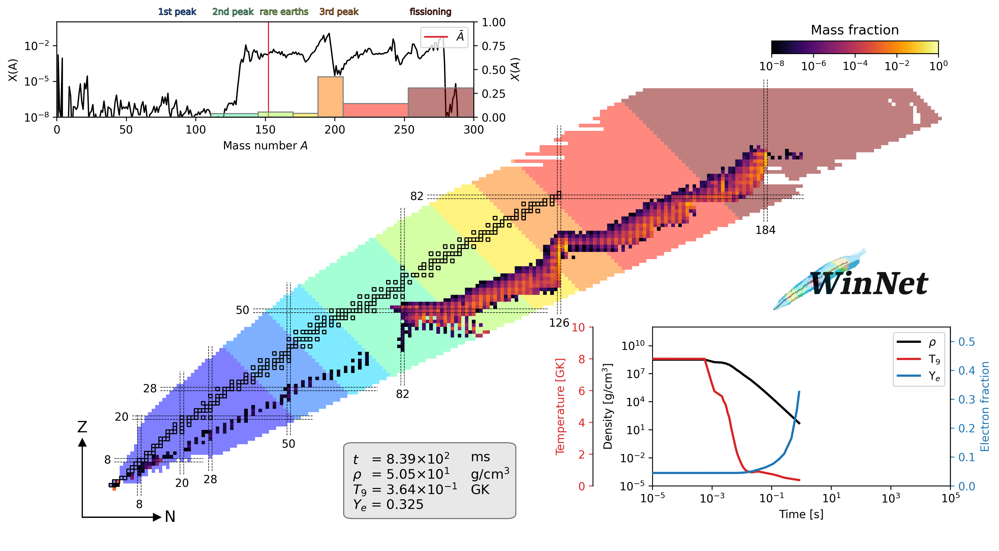 1st peak 2nd peak rare earths 3rd peak fissioning
X(A)
10⁻²
10⁻⁵
10⁻⁸
Ā
1.00
0.75
0.50
0.25
0.00
X(A)
0 50 100 150 200 250 300
Mass number A
Mass fraction
10⁻⁸ 10⁻⁶ 10⁻⁴ 10⁻² 10⁰
82
184
50
126
28
82
20
50
8
20
28
8
Z
N
WinNet
t = 8.39×10² ms
ρ = 5.05×10¹ g/cm³
T₉ = 3.64×10⁻¹ GK
Yₑ = 0.325
Temperature [GK]
10
8
6
4
2
0
Density [g/cm³]
10¹⁰
10⁷
10⁴
10¹
10⁻²
10⁻⁵
ρ
T₉
Yₑ
0.5
0.4
0.3
0.2
0.1
0.0
Electron fraction
10⁻⁵ 10⁻³ 10⁻¹ 10¹ 10³ 10⁵
Time [s]